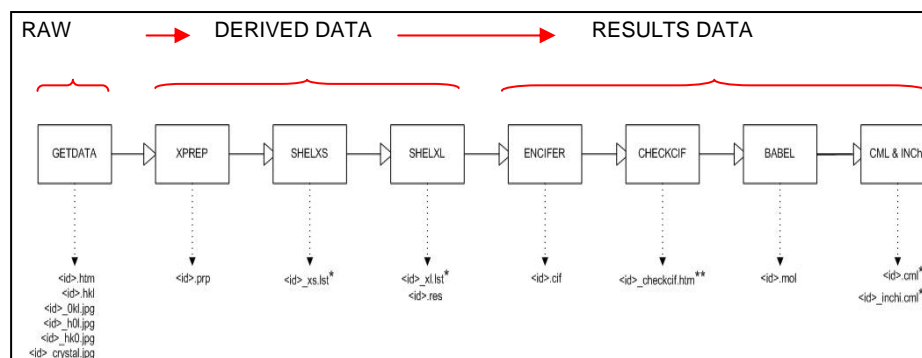 RAW DERIVED DATA RESULTS DATA
GETDATA XPREP SHELXS SHELXL ENCIFER CHECKCIF BABEL CML & INCh
<id>.htm <id>.prp <id>_xs.lst* <id>_xl.lst* <id>.cif <id>_checkcif.htm** <id>.mol <id>.cml*
<id>.hkl <id>.res <id>_inchi.cml*
<id>_0kl.jpg
<id>_h0l.jpg
<id>_hk0.jpg
<id>_crystal.jpg